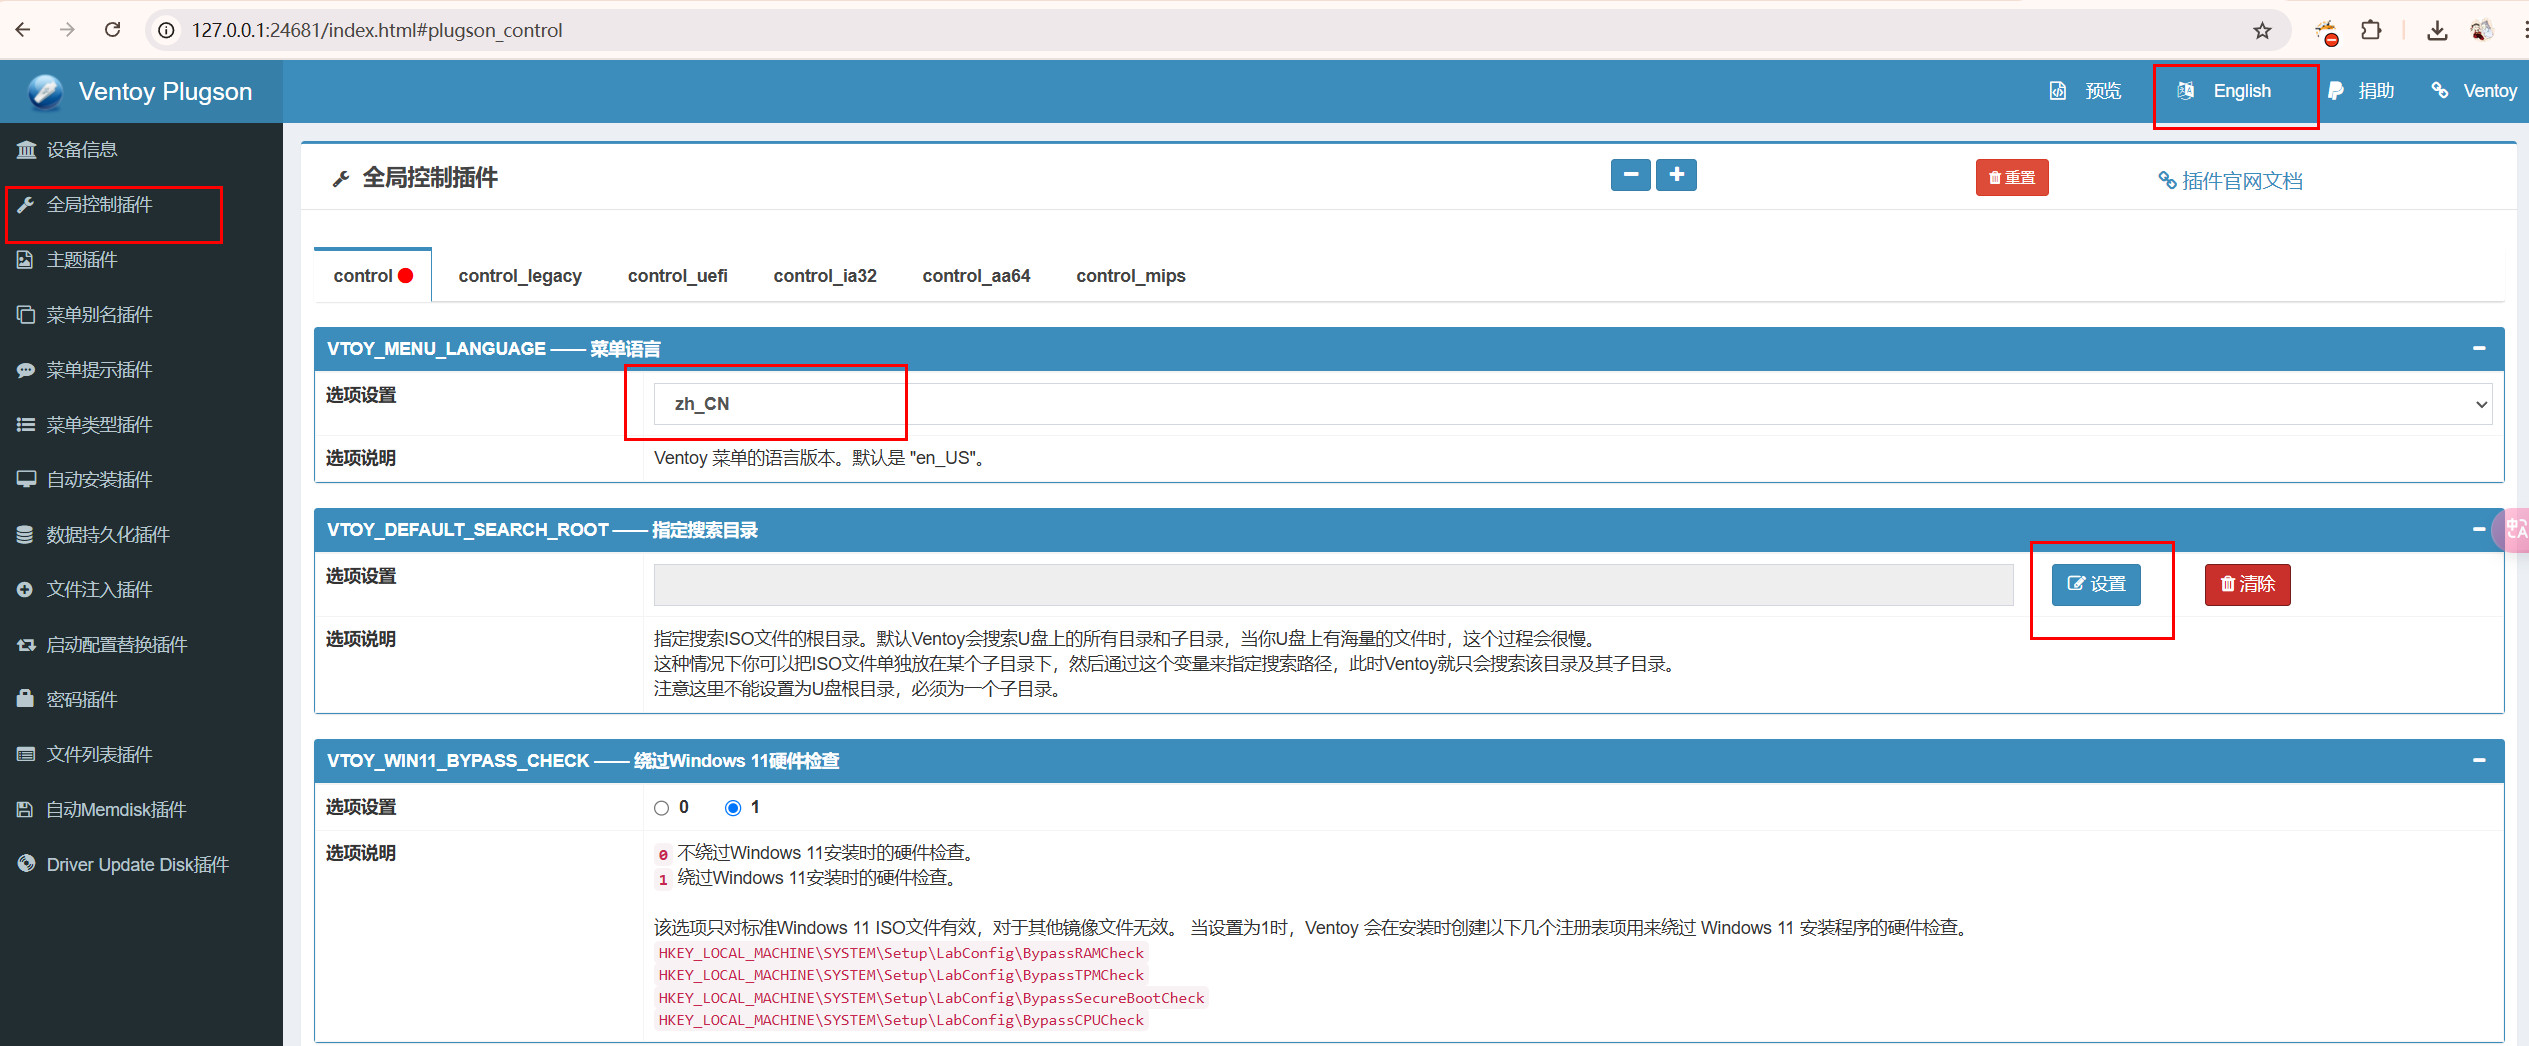 127.0.0.1:24681/index.html#plugson_control
Ventoy Plugson
预览
English
捐助
Ventoy
设备信息
全局控制插件
主题插件
菜单别名插件
菜单提示插件
菜单类型插件
自动安装插件
数据持久化插件
文件注入插件
启动配置替换插件
密码插件
文件列表插件
自动Memdisk插件
Driver Update Disk插件
全局控制插件
重置
插件官网文档
control
control_legacy
control_uefi
control_ia32
control_aa64
control_mips
VTOY_MENU_LANGUAGE —— 菜单语言
选项设置
zh_CN
选项说明
Ventoy 菜单的语言版本。默认是 "en_US"。
VTOY_DEFAULT_SEARCH_ROOT —— 指定搜索目录
选项设置
设置
清除
选项说明
指定搜索ISO文件的根目录。默认Ventoy会搜索U盘上的所有目录和子目录，当你U盘上有海量的文件时，这个过程会很慢。
这种情况下你可以把ISO文件单独放在某个子目录下，然后通过这个变量来指定搜索路径，此时Ventoy就只会搜索该目录及其子目录。
注意这里不能设置为U盘根目录，必须为一个子目录。
中
A
VTOY_WIN11_BYPASS_CHECK —— 绕过Windows 11硬件检查
选项设置
0
1
选项说明
0 不绕过Windows 11安装时的硬件检查。
1 绕过Windows 11安装时的硬件检查。
该选项只对标准Windows 11 ISO文件有效，对于其他镜像文件无效。 当设置为1时，Ventoy 会在安装时创建以下几个注册表项用来绕过 Windows 11 安装程序的硬件检查。
HKEY_LOCAL_MACHINE\SYSTEM\Setup\LabConfig\BypassRAMCheck
HKEY_LOCAL_MACHINE\SYSTEM\Setup\LabConfig\BypassTPMCheck
HKEY_LOCAL_MACHINE\SYSTEM\Setup\LabConfig\BypassSecureBootCheck
HKEY_LOCAL_MACHINE\SYSTEM\Setup\LabConfig\BypassCPUCheck